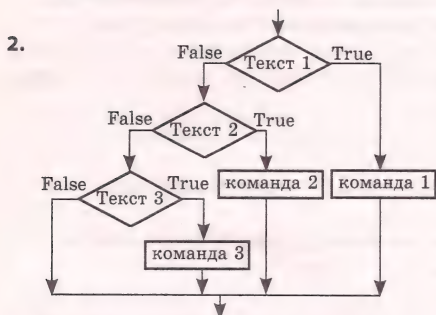 2.
False
Текст 1
True
False
Текст 2
True
команда 2
команда 1
False
Текст 3
True
команда 3